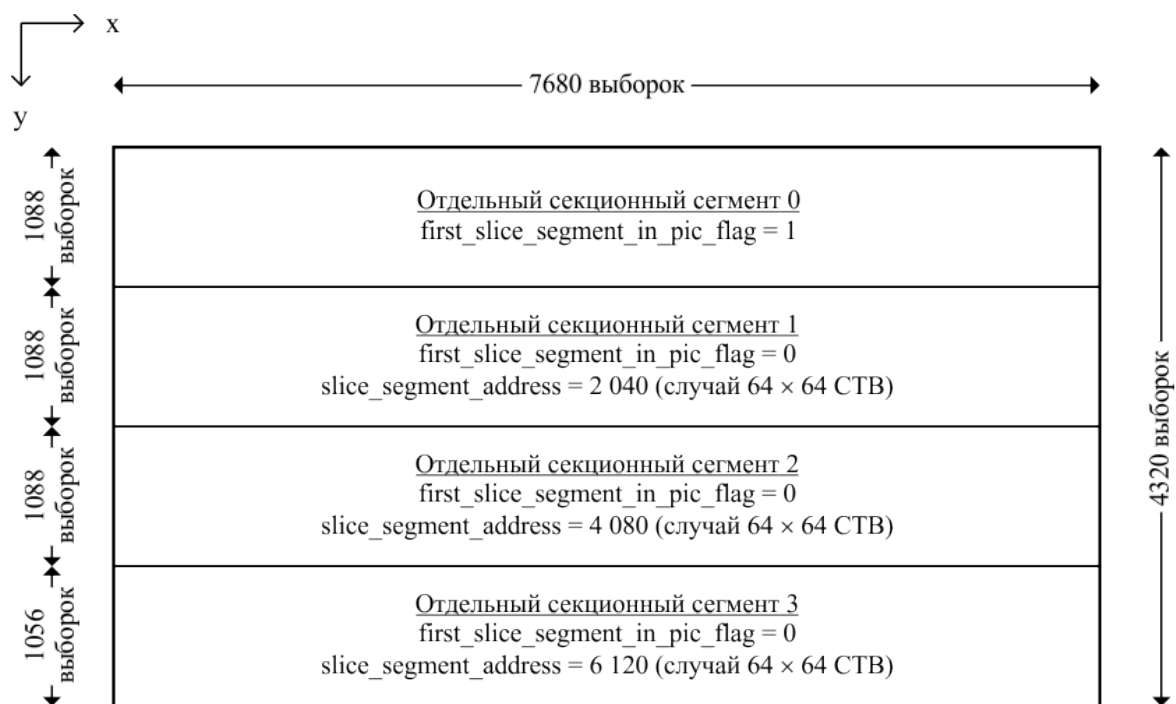 x
7680 выборок
y
1088
выборок
Отдельный секционный сегмент 0
first_slice_segment_in_pic_flag = 1
1088
выборок
Отдельный секционный сегмент 1
first_slice_segment_in_pic_flag = 0
slice_segment_address = 2 040 (случай 64 × 64 CTB)
4320 выборок
1088
выборок
Отдельный секционный сегмент 2
first_slice_segment_in_pic_flag = 0
slice_segment_address = 4 080 (случай 64 × 64 CTB)
1056
выборок
Отдельный секционный сегмент 3
first_slice_segment_in_pic_flag = 0
slice_segment_address = 6 120 (случай 64 × 64 CTB)